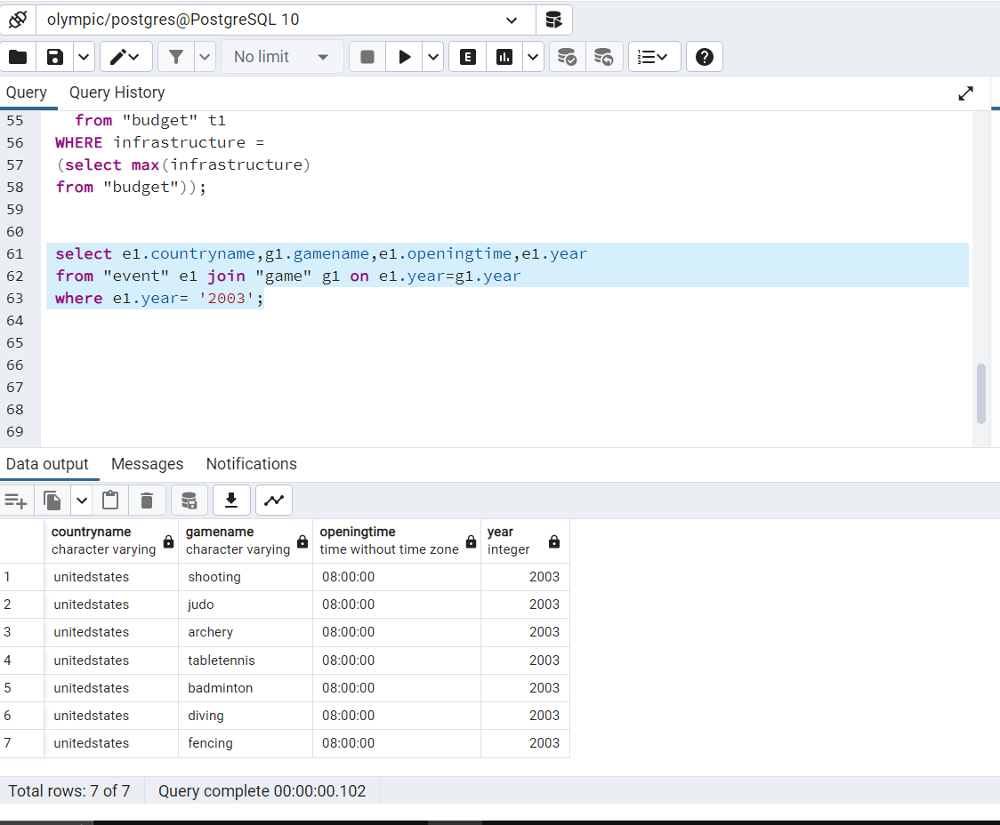 olympic/postgres@PostgreSQL 10
No limit
E
Query Query History
55 from "budget" t1
56 WHERE infrastructure =
57 (select max(infrastructure)
58 from "budget"));
59
60
61 select e1.countryname,g1.gamename,e1.openingtime,e1.year
62 from "event" e1 join "game" g1 on e1.year=g1.year
63 where e1.year= '2003';
64
65
66
67
68
69
Data output Messages Notifications
countryname gamename openingtime year
character varying character varying time without time zone integer
1 unitedstates shooting 08:00:00 2003
2 unitedstates judo 08:00:00 2003
3 unitedstates archery 08:00:00 2003
4 unitedstates tabletennis 08:00:00 2003
5 unitedstates badminton 08:00:00 2003
6 unitedstates diving 08:00:00 2003
7 unitedstates fencing 08:00:00 2003
Total rows: 7 of 7 Query complete 00:00:00.102